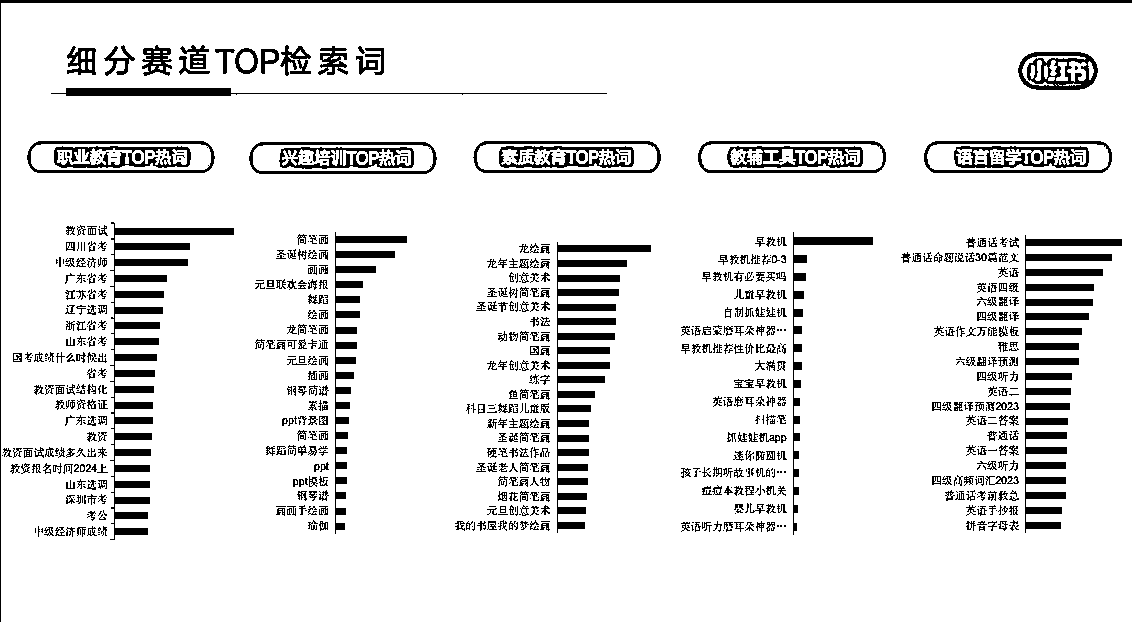 细分赛道TOP检索词
小红书
职业教育TOP热词
教资面试
四川省考
中级经济师
广东省考
江苏省考
辽宁选调
浙江省考
山东省考
国考成绩什么时候出
省考
教资面试结构化
教师资格证
广东选调
教资
教资面试成绩多久出来
教资报名时间2024上
山东选调
深圳市考
考公
中级经济师成绩
兴趣培训TOP热词
简笔画
圣诞树绘画
画画
元旦联欢会海报
舞蹈
绘画
龙简笔画
简笔画可爱卡通
元旦绘画
插画
钢琴简谱
素描
ppt背景图
简笔画
舞蹈简单易学
ppt
ppt模板
钢琴谱
画画手绘画
瑜伽
素质教育TOP热词
龙绘画
龙年主题绘画
创意美术
圣诞树简笔画
圣诞节创意美术
书法
动物简笔画
国画
龙年创意美术
练字
鱼简笔画
科目三舞蹈儿童版
新年主题绘画
圣诞简笔画
硬笔书法作品
圣诞老人简笔画
简笔画人物
烟花简笔画
元旦创意美术
我的书屋我的梦绘画
教辅工具TOP热词
早教机
早教机推荐0-3
早教机有必要买吗
儿童早教机
自制抓娃娃机
英语启蒙磨耳朵神器…
早教机推荐性价比最高
大满贯
宝宝早教机
英语磨耳朵神器
扫描笔
抓娃娃机app
迷你随圆机
孩子长期听故事机的…
痘痘本教程小机关
婴儿早教机
英语听力磨耳朵神器…
语言留学TOP热词
普通话考试
普通话命题说话30篇范文
英语
英语四级
六级翻译
四级翻译
英语作文万能模板
雅思
六级翻译预测
四级听力
英语二
四级翻译预测2023
英语二答案
普通话
英语一答案
六级听力
四级高频词汇2023
普通话考前救急
英语手抄报
拼音字母表